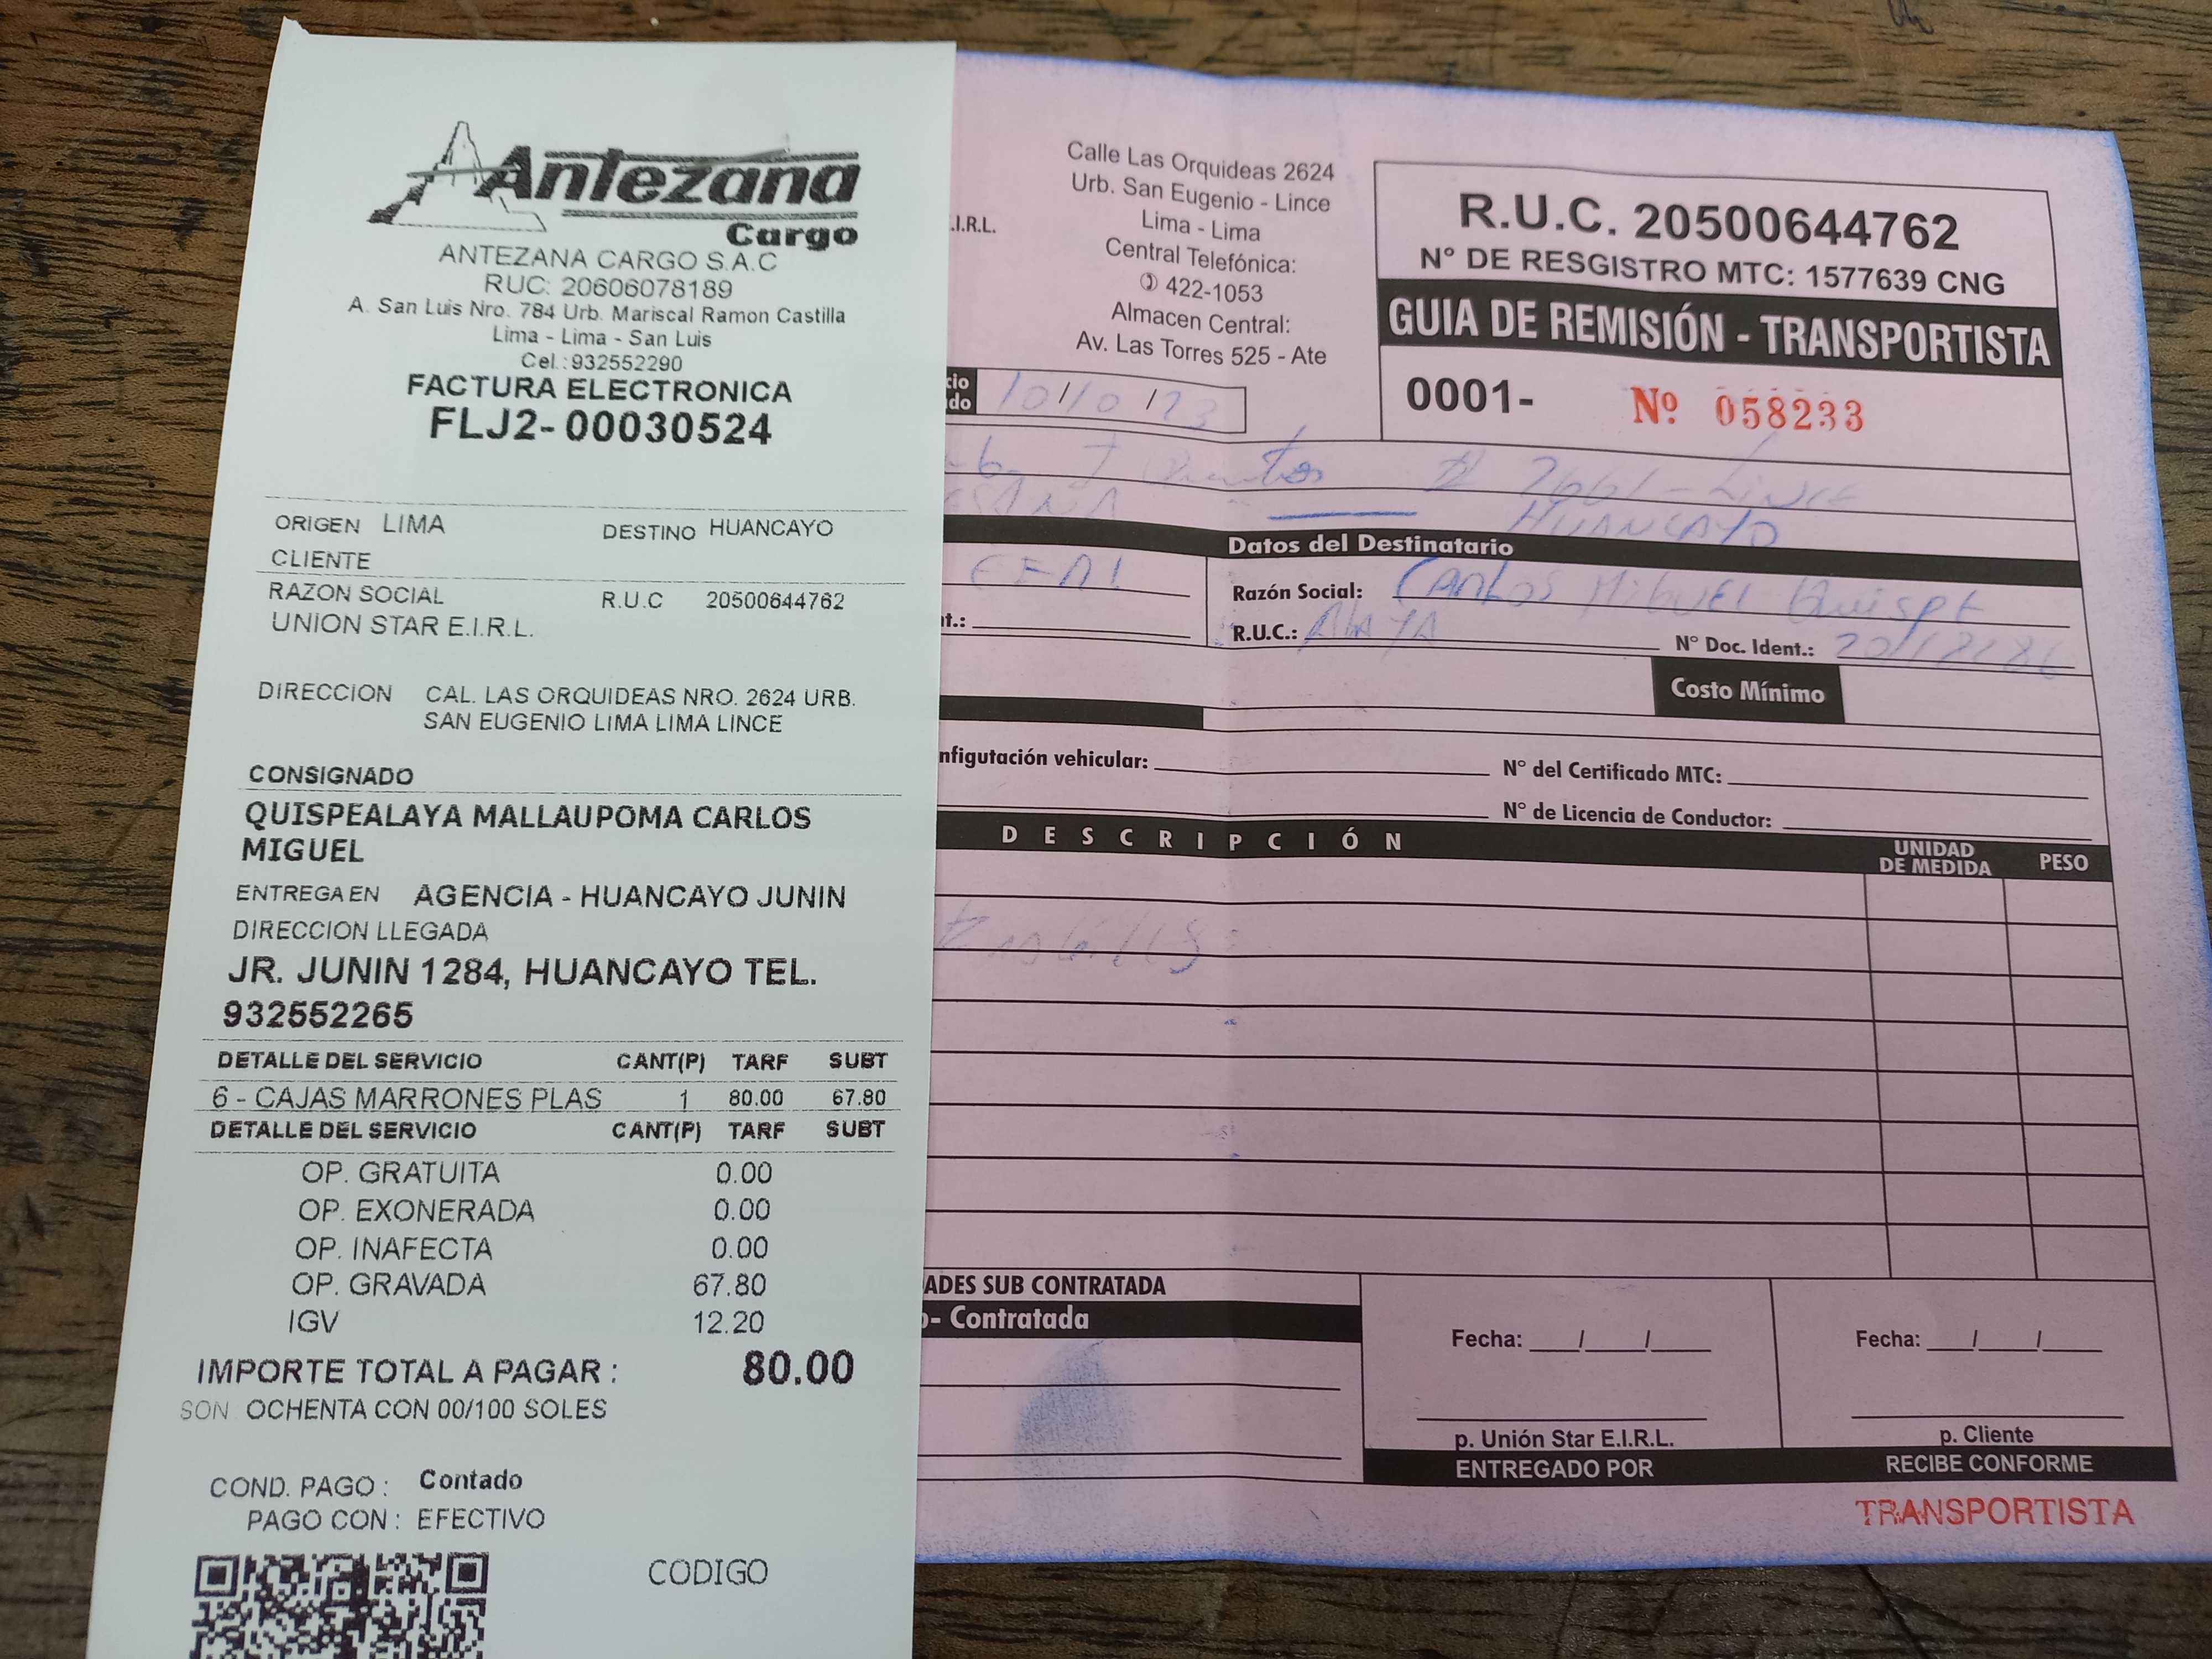 Antezana
Cargo
ANTEZANA CARGO S.A.C
RUC: 20606078189
A. San Luis Nro. 784 Urb. Mariscal Ramon Castilla
Lima - Lima - San Luis
Cel.:932552290
FACTURA ELECTRONICA
FLJ2-00030524
ORIGEN LIMA DESTINO HUANCAYO
CLIENTE
RAZON SOCIAL R.U.C 20500644762
UNION STAR E.I.R.L.
DIRECCION CAL. LAS ORQUIDEAS NRO. 2624 URB.
SAN EUGENIO LIMA LIMA LINCE
CONSIGNADO
QUISPEALAYA MALLAUPOMA CARLOS
MIGUEL
ENTREGA EN AGENCIA - HUANCAYO JUNIN
DIRECCION LLEGADA
JR. JUNIN 1284, HUANCAYO TEL.
932552265
DETALLE DEL SERVICIO CANT(P) TARF SUBT
6 - CAJAS MARRONES PLAS 1 80.00 67.80
DETALLE DEL SERVICIO CANT(P) TARF SUBT
OP. GRATUITA 0.00
OP. EXONERADA 0.00
OP. INAFECTA 0.00
OP. GRAVADA 67.80
IGV 12.20
IMPORTE TOTAL A PAGAR : 80.00
SON OCHENTA CON 00/100 SOLES
COND. PAGO : Contado
PAGO CON : EFECTIVO
CODIGO
.I.R.L.
Calle Las Orquideas 2624
Urb. San Eugenio - Lince
Lima - Lima
Central Telefónica:
422-1053
Almacen Central:
Av. Las Torres 525 - Ate
R.U.C. 20500644762
N° DE RESGISTRO MTC: 1577639 CNG
GUIA DE REMISIÓN - TRANSPORTISTA
0001- Nº 058233
cio
do
10/10/23
Lince
HUANCAYO
Datos del Destinatario
Razón Social: Carlos Miguel Quispe
t.: R.U.C.: Alaya N° Doc. Ident.:
Costo Mínimo
nfigutación vehicular: N° del Certificado MTC:
N° de Licencia de Conductor:
DESCRIPCIÓN UNIDAD DE MEDIDA PESO
ADES SUB CONTRATADA
- Contratada
Fecha: / / Fecha: / /
p. Unión Star E.I.R.L. p. Cliente
ENTREGADO POR RECIBE CONFORME
TRANSPORTISTA